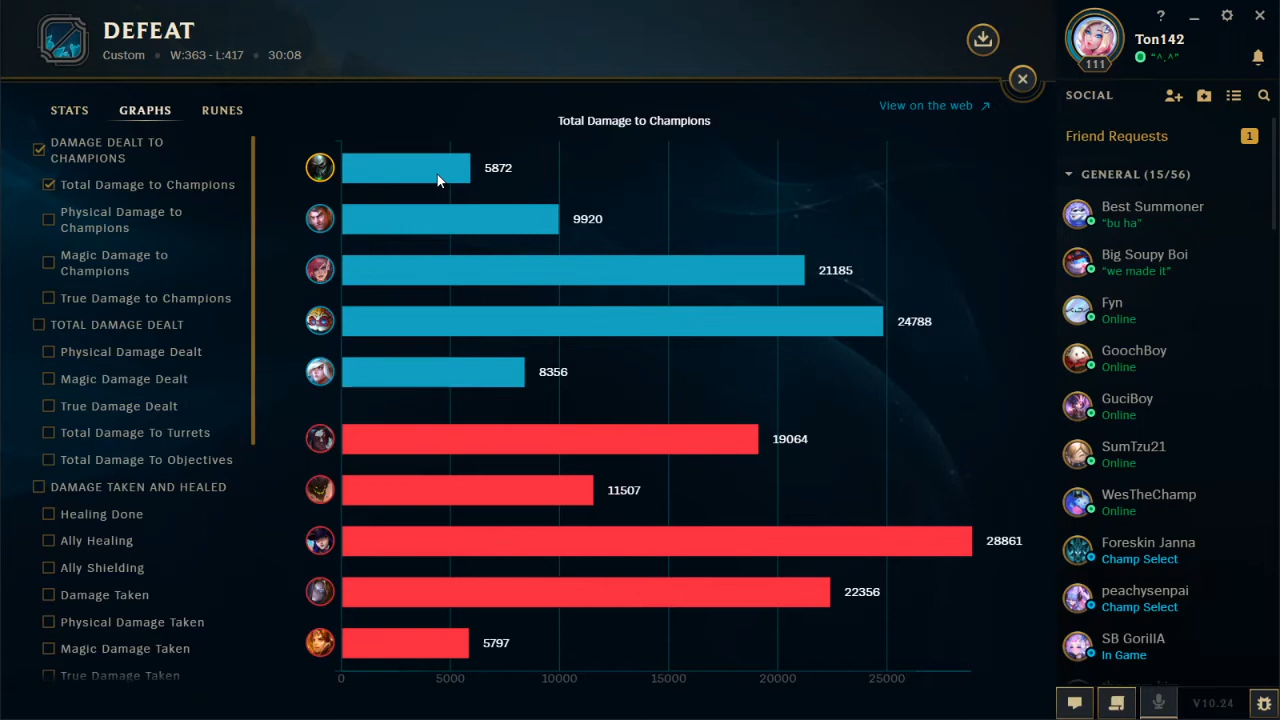 DEFEAT
Custom • W:363 - L:417 • 30:08
STATS GRAPHS RUNES
View on the web
DAMAGE DEALT TO
CHAMPIONS
Total Damage to Champions
Physical Damage to
Champions
Magic Damage to
Champions
True Damage to Champions
TOTAL DAMAGE DEALT
Physical Damage Dealt
Magic Damage Dealt
True Damage Dealt
Total Damage To Turrets
Total Damage To Objectives
DAMAGE TAKEN AND HEALED
Healing Done
Ally Healing
Ally Shielding
Damage Taken
Physical Damage Taken
Magic Damage Taken
True Damage Taken
Total Damage to Champions
5872
9920
21185
24788
8356
19064
11507
28861
22356
5797
0 5000 10000 15000 20000 25000
?
Ton142
111
"^.^"
SOCIAL
Friend Requests 1
GENERAL (15/56)
Best Summoner
"bu ha"
Big Soupy Boi
"we made it"
Fyn
Online
GoochBoy
Online
GuciBoy
Online
SumTzu21
Online
WesTheChamp
Online
Foreskin Janna
Champ Select
peachysenpai
Champ Select
SB GorillA
In Game
V10.24